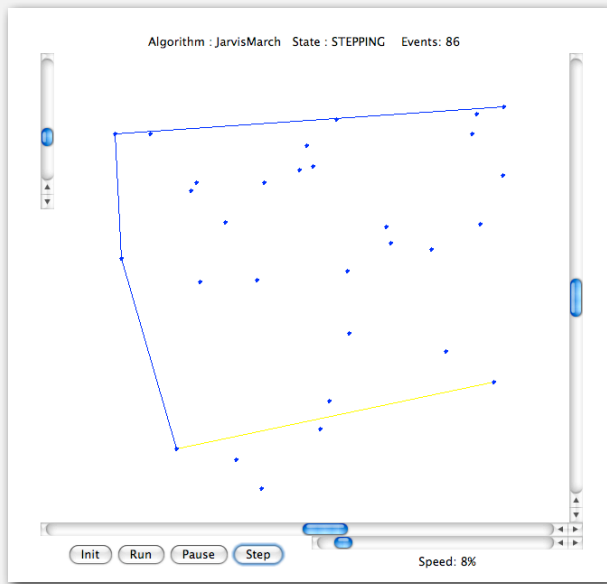 Algorithm : JarvisMarch State : STEPPING Events: 86
Init Run Pause Step
Speed: 8%